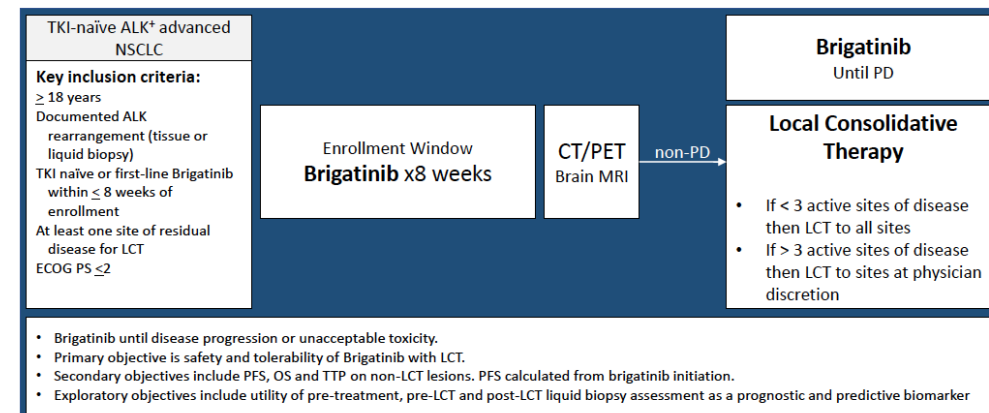 TKI-naïve ALK⁺ advanced
NSCLC
Key inclusion criteria:
≥ 18 years
Documented ALK
rearrangement (tissue or
liquid biopsy)
TKI naïve or first-line Brigatinib
within ≤ 8 weeks of
enrollment
At least one site of residual
disease for LCT
ECOG PS ≤2
Enrollment Window
Brigatinib x8 weeks
CT/PET
Brain MRI
non-PD
Brigatinib
Until PD
Local Consolidative
Therapy
• If < 3 active sites of disease
then LCT to all sites
• If > 3 active sites of disease
then LCT to sites at physician
discretion
• Brigatinib until disease progression or unacceptable toxicity.
• Primary objective is safety and tolerability of Brigatinib with LCT.
• Secondary objectives include PFS, OS and TTP on non-LCT lesions. PFS calculated from brigatinib initiation.
• Exploratory objectives include utility of pre-treatment, pre-LCT and post-LCT liquid biopsy assessment as a prognostic and predictive biomarker